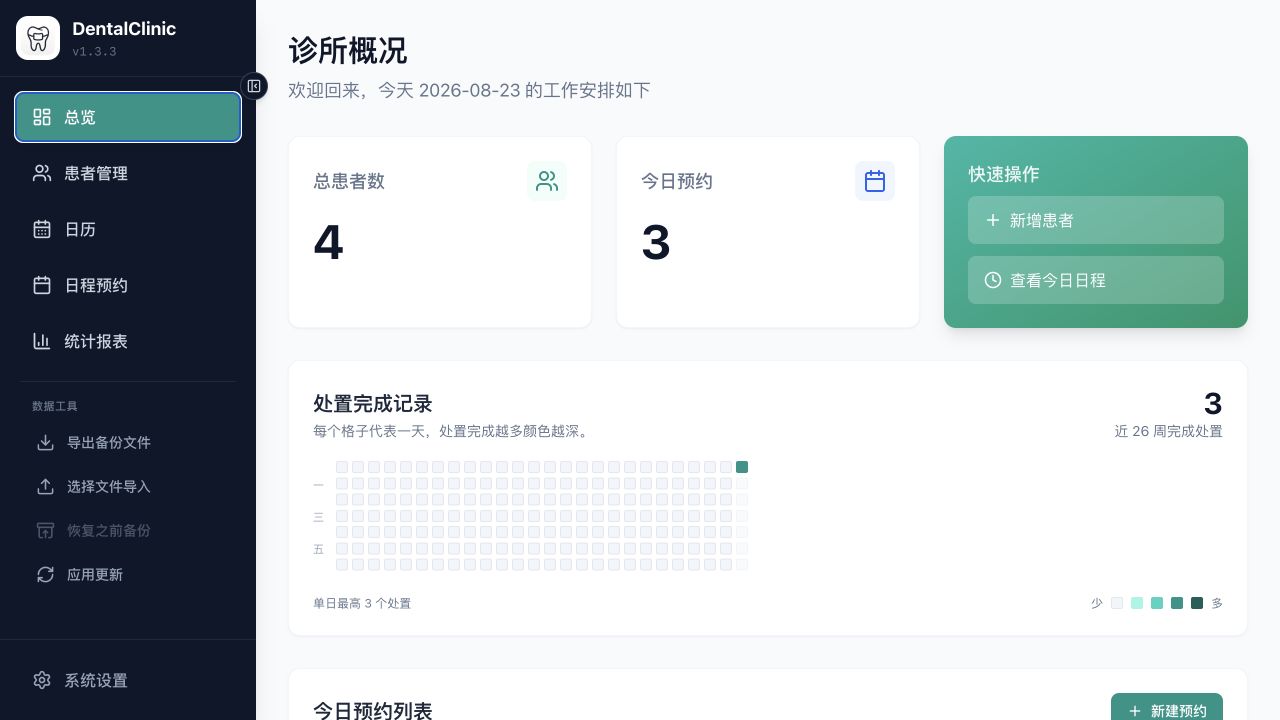 DentalClinic
v1.3.3
总览
患者管理
日历
日程预约
统计报表
数据工具
导出备份文件
选择文件导入
恢复之前备份
应用更新
系统设置
诊所概况
欢迎回来，今天 2026-08-23 的工作安排如下
总患者数
4
今日预约
3
快速操作
新增患者
查看今日日程
处置完成记录
每个格子代表一天，处置完成越多颜色越深。
3
近 26 周完成处置
一
三
五
单日最高 3 个处置
少
多
今日预约列表
新建预约